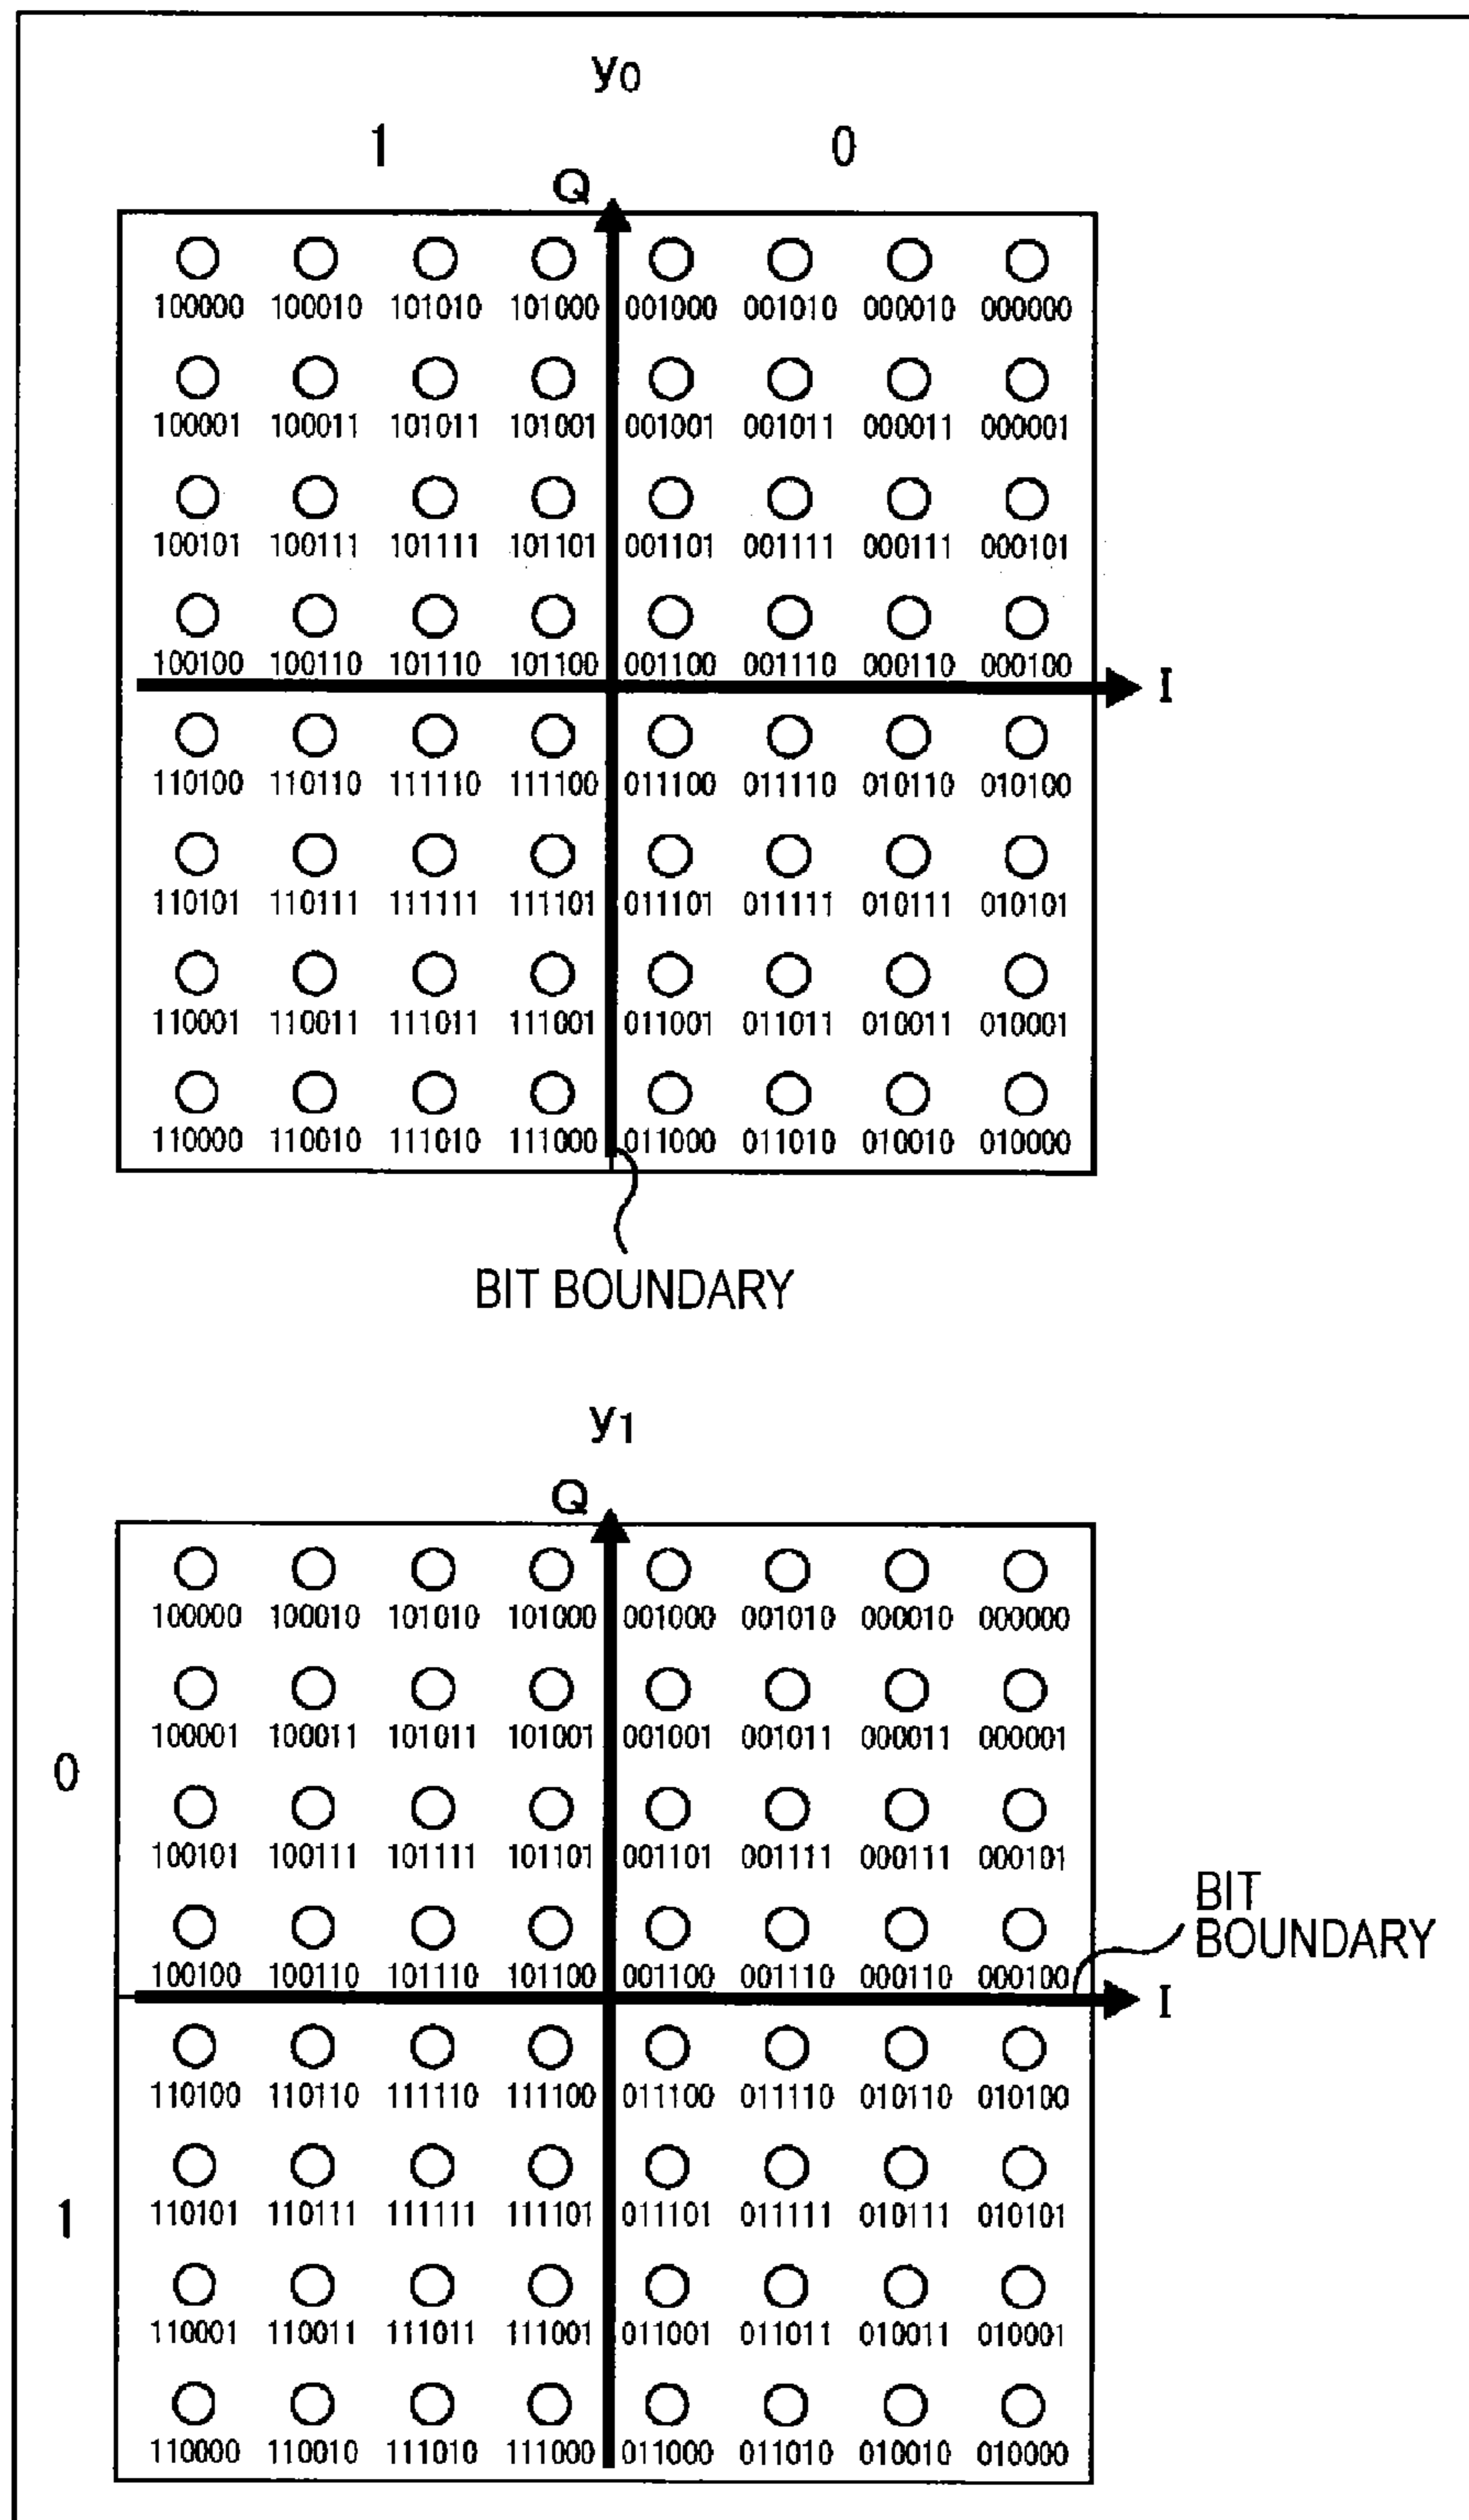 y0
1 0
Q
100000 100010 101010 101000 001000 001010 000010 000000
100001 100011 101011 101001 001001 001011 000011 000001
100101 100111 101111 101101 001101 001111 000111 000101
100100 100110 101110 101100 001100 001110 000110 000100
I
110100 110110 111110 111100 011100 011110 010110 010100
110101 110111 111111 111101 011101 011111 010111 010101
110001 110011 111011 111001 011001 011011 010011 010001
110000 110010 111010 111000 011000 011010 010010 010000
BIT BOUNDARY
y1
Q
100000 100010 101010 101000 001000 001010 000010 000000
100001 100011 101011 101001 001001 001011 000011 000001
0
100101 100111 101111 101101 001101 001111 000111 000101
BIT
BOUNDARY
100100 100110 101110 101100 001100 001110 000110 000100
I
110100 110110 111110 111100 011100 011110 010110 010100
1
110101 110111 111111 111101 011101 011111 010111 010101
110001 110011 111011 111001 011001 011011 010011 010001
110000 110010 111010 111000 011000 011010 010010 010000